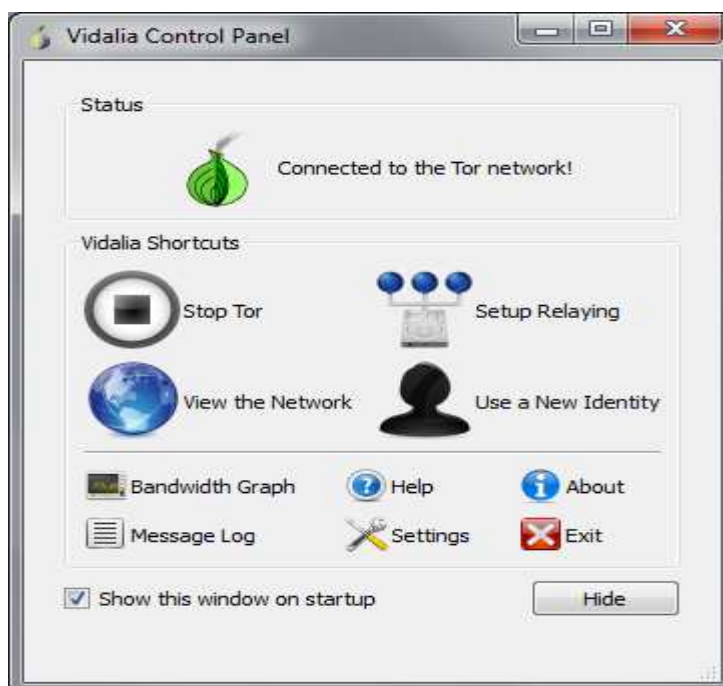 Vidalia Control Panel
Status
Connected to the Tor network!
Vidalia Shortcuts
Stop Tor
Setup Relaying
View the Network
Use a New Identity
Bandwidth Graph
Help
About
Message Log
Settings
Exit
Show this window on startup
Hide